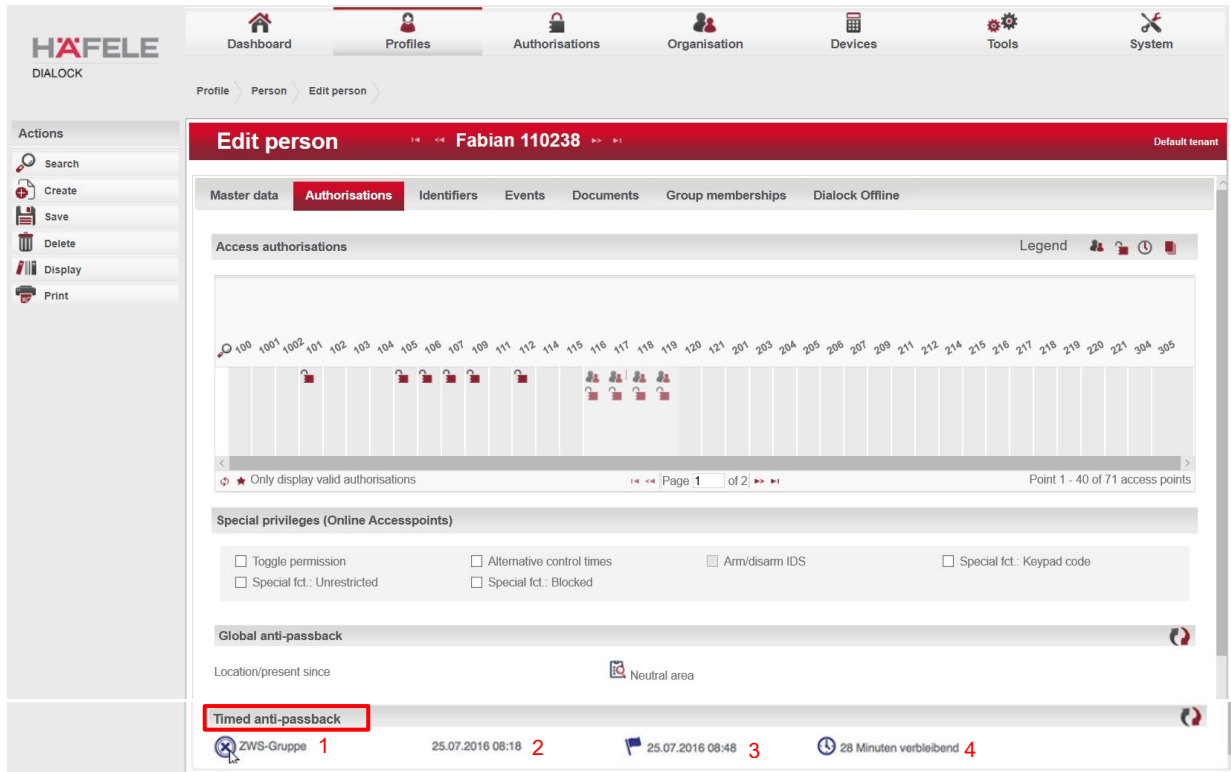 HÄFELE
DIALOCK
Dashboard
Profiles
Authorisations
Organisation
Devices
Tools
System
Profile
Person
Edit person
Actions
Search
Create
Save
Delete
Display
Print
Edit person
Fabian 110238
Default tenant
Master data
Authorisations
Identifiers
Events
Documents
Group memberships
Dialock Offline
Access authorisations
Legend
100 1001 1002 101 102 103 104 105 106 107 109 111 112 114 115 116 117 118 119 120 121 201 203 204 205 206 207 209 211 212 214 215 216 217 218 219 220 221 304 305
Only display valid authorisations
Page 1 of 2
Point 1 - 40 of 71 access points
Special privileges (Online Accesspoints)
Toggle permission
Alternative control times
Arm/disarm IDS
Special fct.: Keypad code
Special fct.: Unrestricted
Special fct.: Blocked
Global anti-passback
Location/present since
Neutral area
Timed anti-passback
ZWS-Gruppe 1
25.07.2016 08:18 2
25.07.2016 08:48 3
28 Minuten verbleibend 4